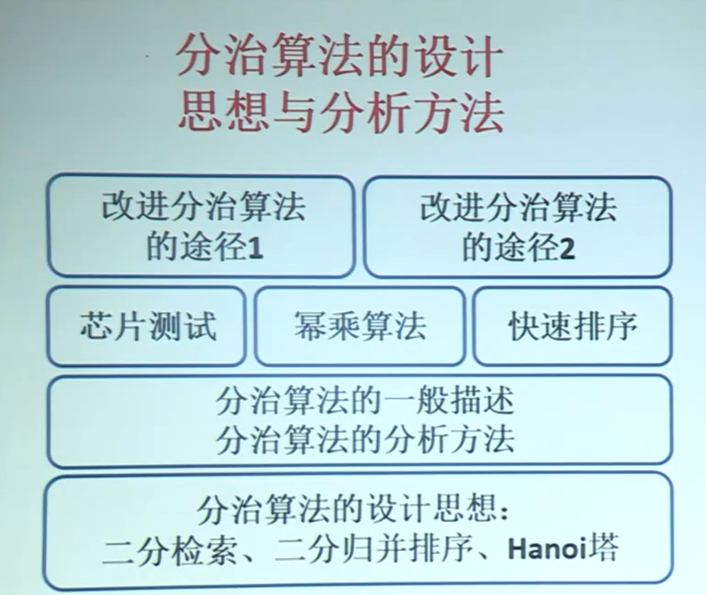 分治算法的设计
思想与分析方法
改进分治算法
的途径1
改进分治算法
的途径2
芯片测试
幂乘算法
快速排序
分治算法的一般描述
分治算法的分析方法
分治算法的设计思想:
二分检索、二分归并排序、Hanoi塔